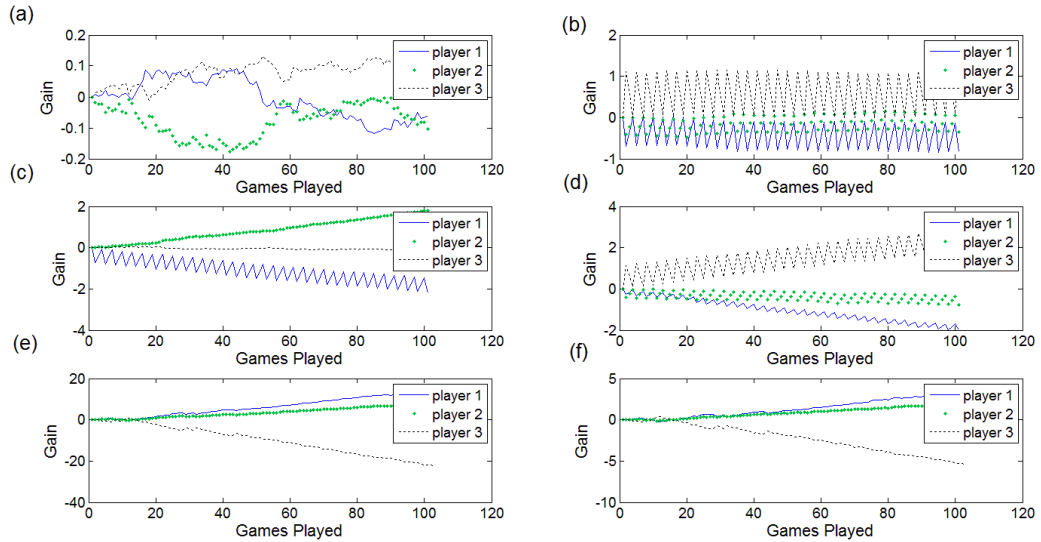 (a)
0.2
0.1
0
-0.1
-0.2
Gain
0 20 40 60 80 100 120
Games Played
player 1
player 2
player 3
(b)
2
1
0
-1
Gain
0 20 40 60 80 100 120
Games Played
player 1
player 2
player 3
(c)
2
0
-2
-4
Gain
0 20 40 60 80 100 120
Games Played
player 1
player 2
player 3
(d)
4
2
0
-2
Gain
0 20 40 60 80 100 120
Games Played
player 1
player 2
player 3
(e)
20
0
-20
-40
Gain
0 20 40 60 80 100 120
Games Played
player 1
player 2
player 3
(f)
5
0
-5
-10
Gain
0 20 40 60 80 100 120
Games Played
player 1
player 2
player 3